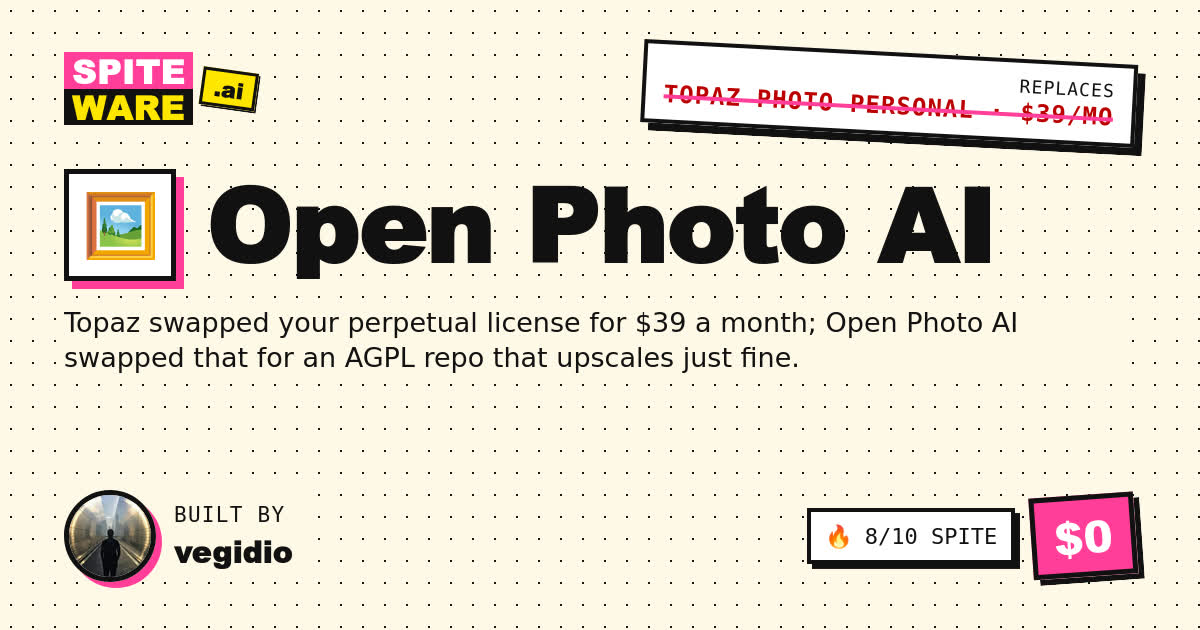 SPITE
WARE
.ai
REPLACES
TOPAZ PHOTO PERSONAL · $39/MO
Open Photo AI
Topaz swapped your perpetual license for $39 a month; Open Photo AI
swapped that for an AGPL repo that upscales just fine.
BUILT BY
vegidio
8/10 SPITE
$0